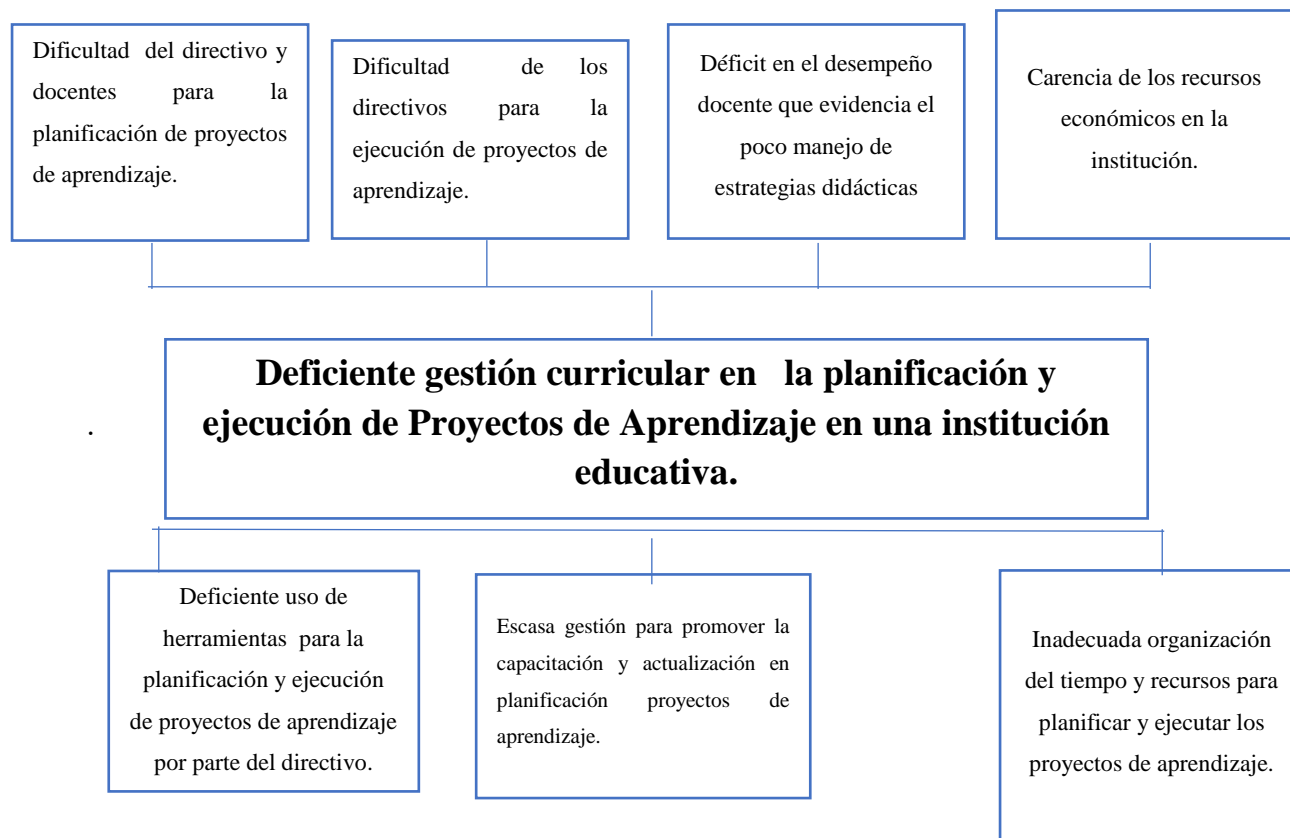 Dificultad del directivo y
docentes para la
planificación de proyectos
de aprendizaje.
Dificultad de los
directivos para la
ejecución de proyectos de
aprendizaje.
Déficit en el desempeño
docente que evidencia el
poco manejo de
estrategias didácticas
Carencia de los recursos
económicos en la
institución.
Deficiente gestión curricular en la planificación y
ejecución de Proyectos de Aprendizaje en una institución
educativa.
.
Deficiente uso de
herramientas para la
planificación y ejecución
de proyectos de aprendizaje
por parte del directivo.
Escasa gestión para promover la
capacitación y actualización en
planificación proyectos de
aprendizaje.
Inadecuada organización
del tiempo y recursos para
planificar y ejecutar los
proyectos de aprendizaje.